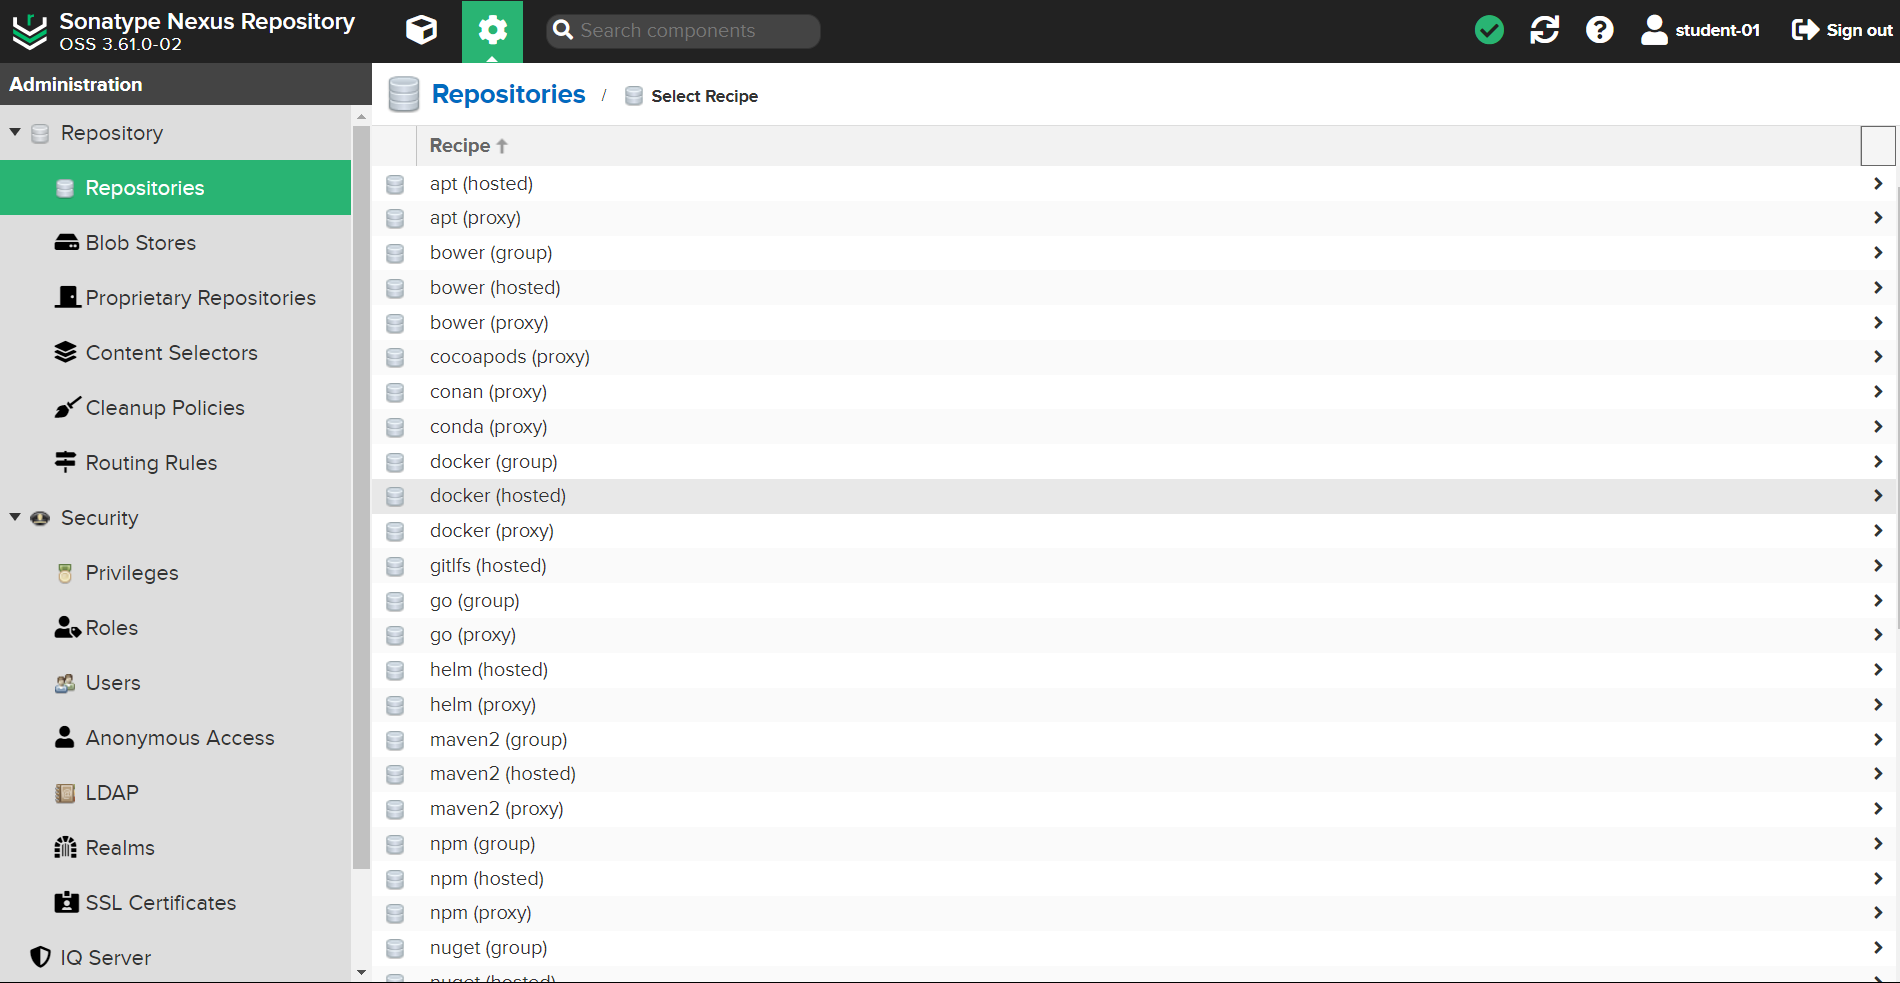 Sonatype Nexus Repository
OSS 3.61.0-02
Search components
student-01
Sign out
Administration
Repository
Repositories
Blob Stores
Proprietary Repositories
Content Selectors
Cleanup Policies
Routing Rules
Security
Privileges
Roles
Users
Anonymous Access
LDAP
Realms
SSL Certificates
IQ Server
Repositories / Select Recipe
Recipe
apt (hosted)
apt (proxy)
bower (group)
bower (hosted)
bower (proxy)
cocoapods (proxy)
conan (proxy)
conda (proxy)
docker (group)
docker (hosted)
docker (proxy)
gitlfs (hosted)
go (group)
go (proxy)
helm (hosted)
helm (proxy)
maven2 (group)
maven2 (hosted)
maven2 (proxy)
npm (group)
npm (hosted)
npm (proxy)
nuget (group)
nuget (hosted)